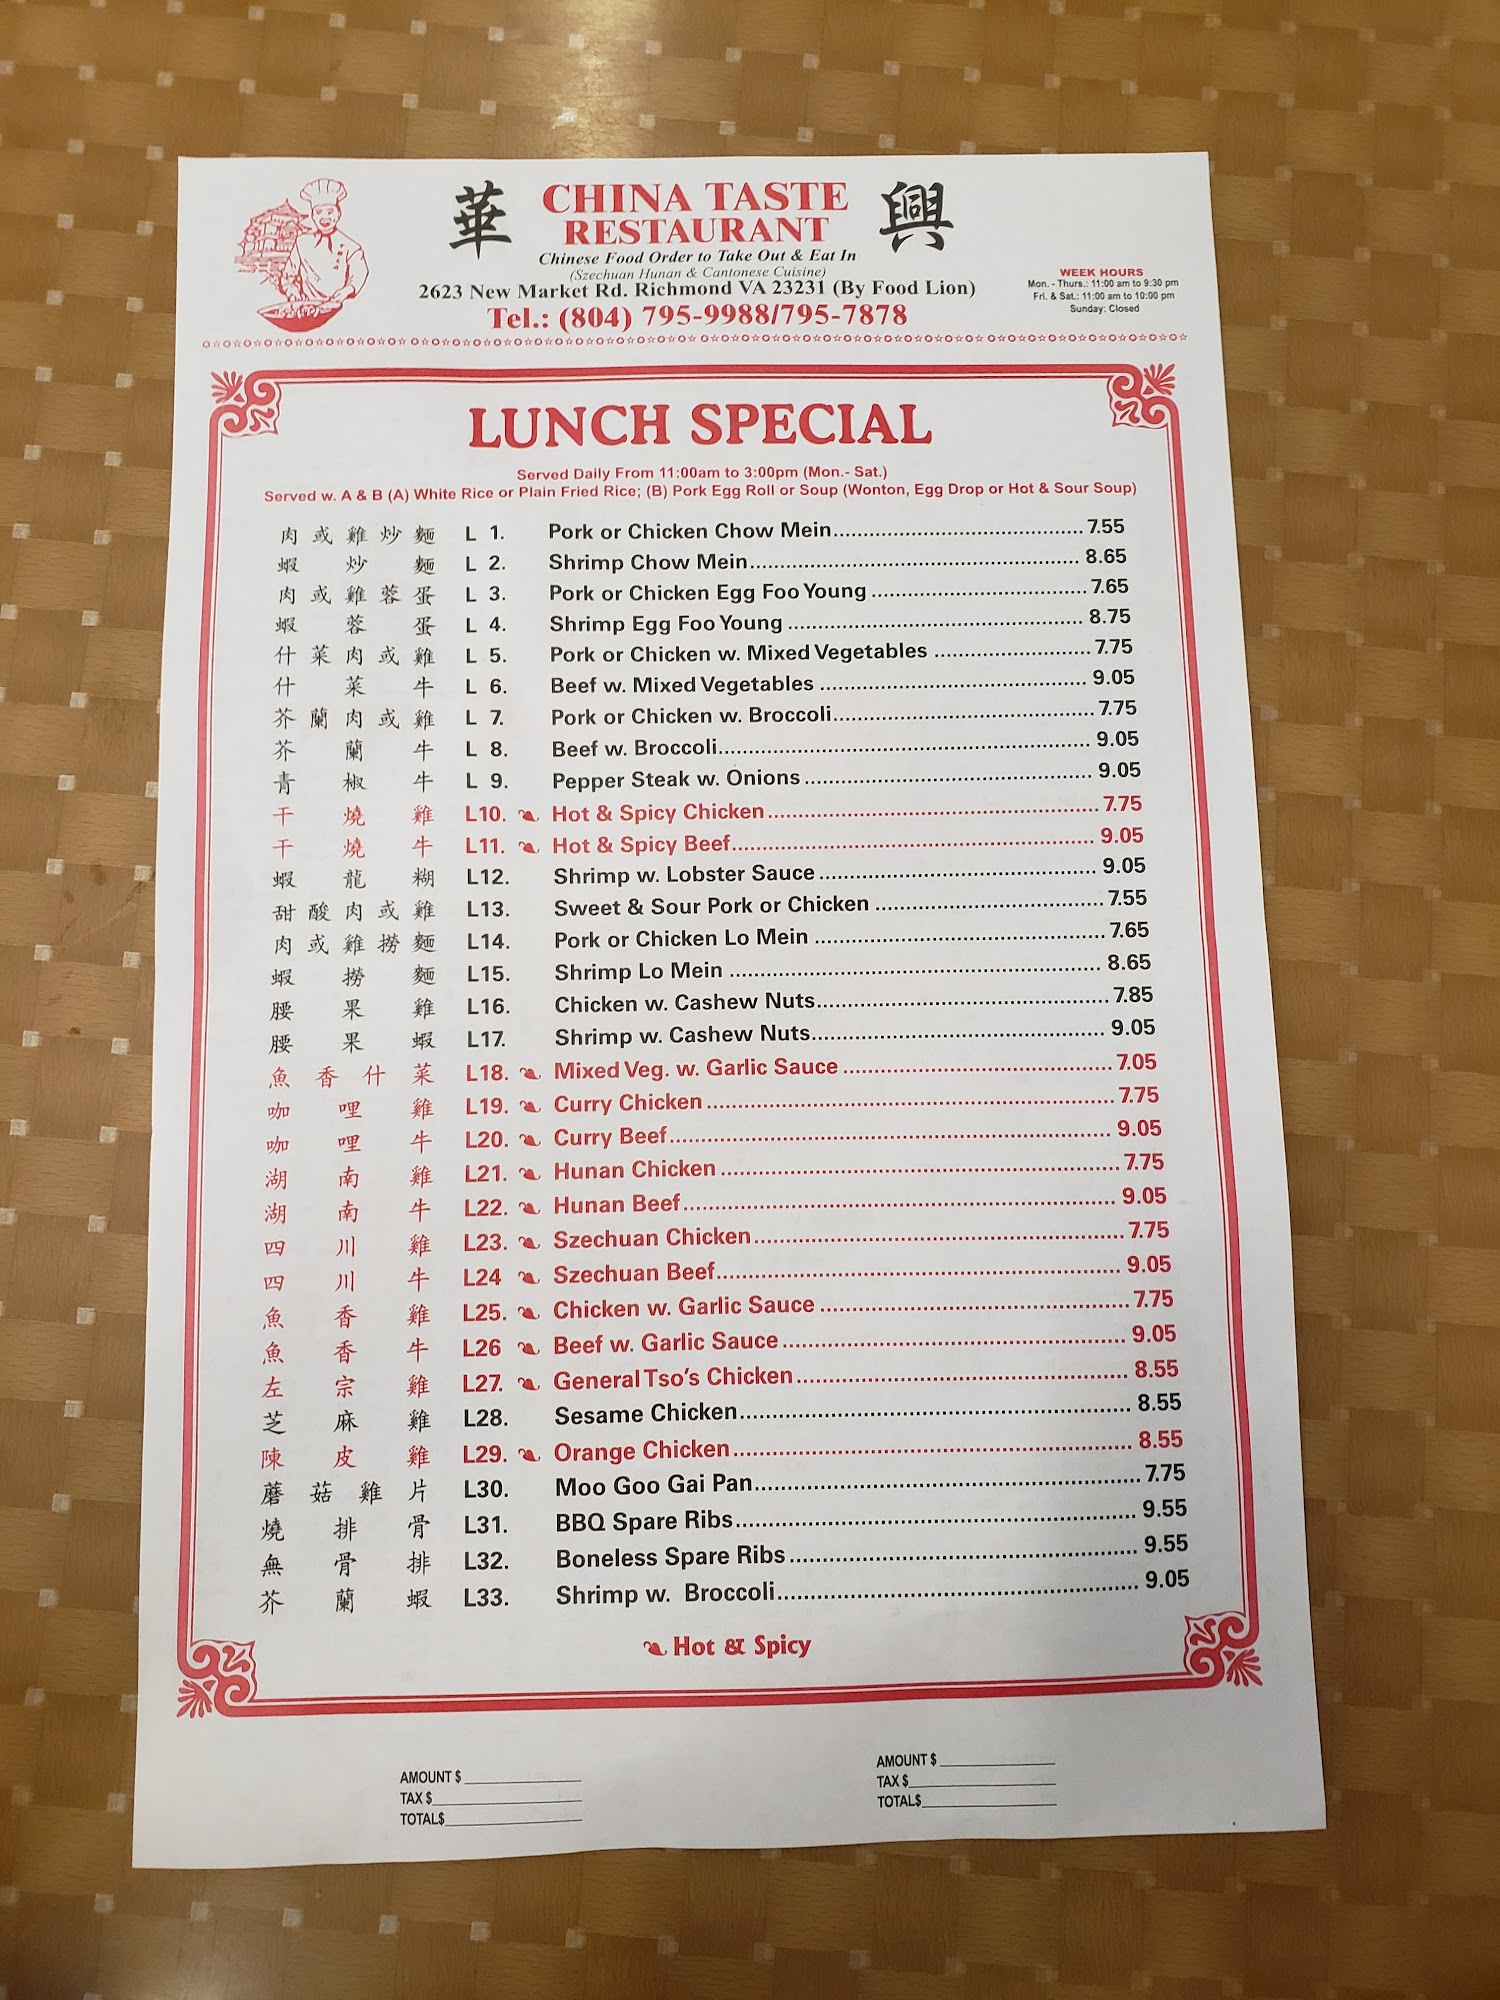 華 CHINA TASTE 興
RESTAURANT
Chinese Food Order to Take Out & Eat In
(Szechuan Hunan & Cantonese Cuisine)
2623 New Market Rd. Richmond VA 23231 (By Food Lion)
Tel.: (804) 795-9988/795-7878
WEEK HOURS
Mon. - Thurs.: 11:00 am to 9:30 pm
Fri. & Sat.: 11:00 am to 10:00 pm
Sunday: Closed
LUNCH SPECIAL
Served Daily From 11:00am to 3:00pm (Mon.- Sat.)
Served w. A & B (A) White Rice or Plain Fried Rice; (B) Pork Egg Roll or Soup (Wonton, Egg Drop or Hot & Sour Soup)
肉或雞炒麵 L 1. Pork or Chicken Chow Mein 7.55
蝦炒麵 L 2. Shrimp Chow Mein 8.65
肉或雞蓉蛋 L 3. Pork or Chicken Egg Foo Young 7.65
蝦蓉蛋 L 4. Shrimp Egg Foo Young 8.75
什菜肉或雞 L 5. Pork or Chicken w. Mixed Vegetables 7.75
什菜牛 L 6. Beef w. Mixed Vegetables 9.05
芥蘭肉或雞 L 7. Pork or Chicken w. Broccoli 7.75
芥蘭牛 L 8. Beef w. Broccoli 9.05
青椒牛 L 9. Pepper Steak w. Onions 9.05
干燒雞 L10. Hot & Spicy Chicken 7.75
干燒牛 L11. Hot & Spicy Beef 9.05
蝦龍糊 L12. Shrimp w. Lobster Sauce 9.05
甜酸肉或雞 L13. Sweet & Sour Pork or Chicken 7.55
肉或雞撈麵 L14. Pork or Chicken Lo Mein 7.65
蝦撈麵 L15. Shrimp Lo Mein 8.65
腰果雞 L16. Chicken w. Cashew Nuts 7.85
腰果蝦 L17. Shrimp w. Cashew Nuts 9.05
魚香什菜 L18. Mixed Veg. w. Garlic Sauce 7.05
咖哩雞 L19. Curry Chicken 7.75
咖哩牛 L20. Curry Beef 9.05
湖南雞 L21. Hunan Chicken 7.75
湖南牛 L22. Hunan Beef 9.05
四川雞 L23. Szechuan Chicken 7.75
四川牛 L24 Szechuan Beef 9.05
魚香雞 L25. Chicken w. Garlic Sauce 7.75
魚香牛 L26 Beef w. Garlic Sauce 9.05
左宗雞 L27. General Tso's Chicken 8.55
芝麻雞 L28. Sesame Chicken 8.55
陳皮雞 L29. Orange Chicken 8.55
蘑菇雞片 L30. Moo Goo Gai Pan 7.75
燒排骨 L31. BBQ Spare Ribs 9.55
無骨排 L32. Boneless Spare Ribs 9.55
芥蘭蝦 L33. Shrimp w. Broccoli 9.05
Hot & Spicy
AMOUNT $
TAX $
TOTAL$
AMOUNT $
TAX $
TOTAL$